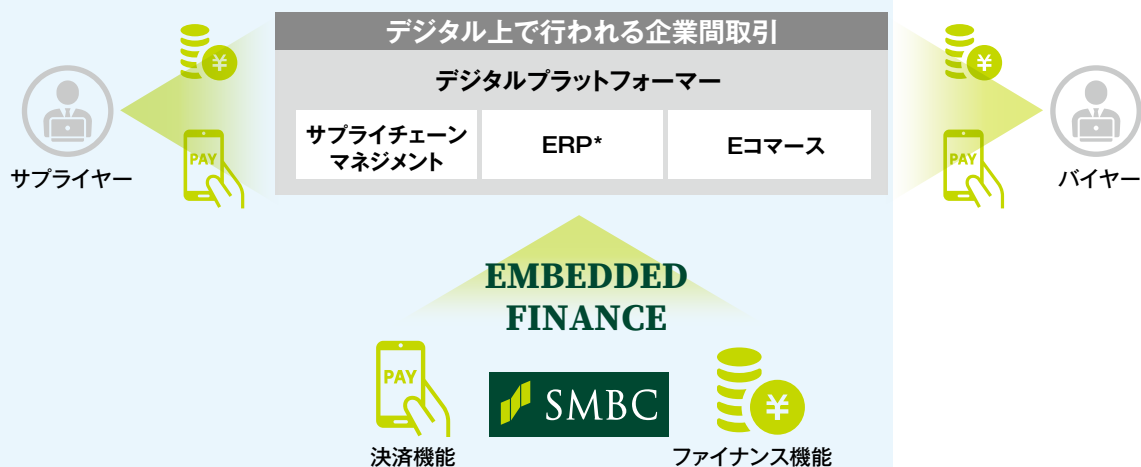 デジタル上で行われる企業間取引
デジタルプラットフォーマー
サプライチェーン
マネジメント
ERP*
Eコマース
¥
PAY
サプライヤー
¥
PAY
バイヤー
EMBEDDED
FINANCE
PAY
SMBC
¥
決済機能
ファイナンス機能